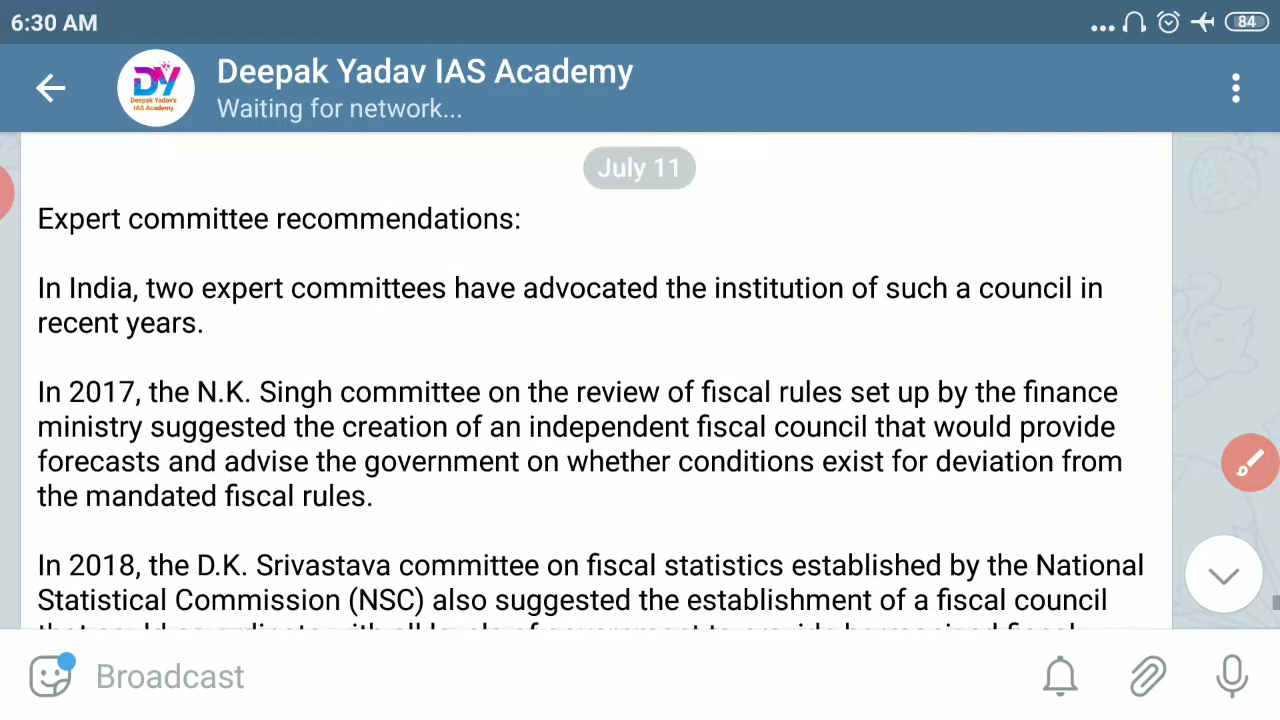 6:30 AM
84
DY
Deepak Yadav's
IAS Academy
Deepak Yadav IAS Academy
Waiting for network...
July 11
Expert committee recommendations:
In India, two expert committees have advocated the institution of such a council in
recent years.
In 2017, the N.K. Singh committee on the review of fiscal rules set up by the finance
ministry suggested the creation of an independent fiscal council that would provide
forecasts and advise the government on whether conditions exist for deviation from
the mandated fiscal rules.
In 2018, the D.K. Srivastava committee on fiscal statistics established by the National
Statistical Commission (NSC) also suggested the establishment of a fiscal council
Broadcast